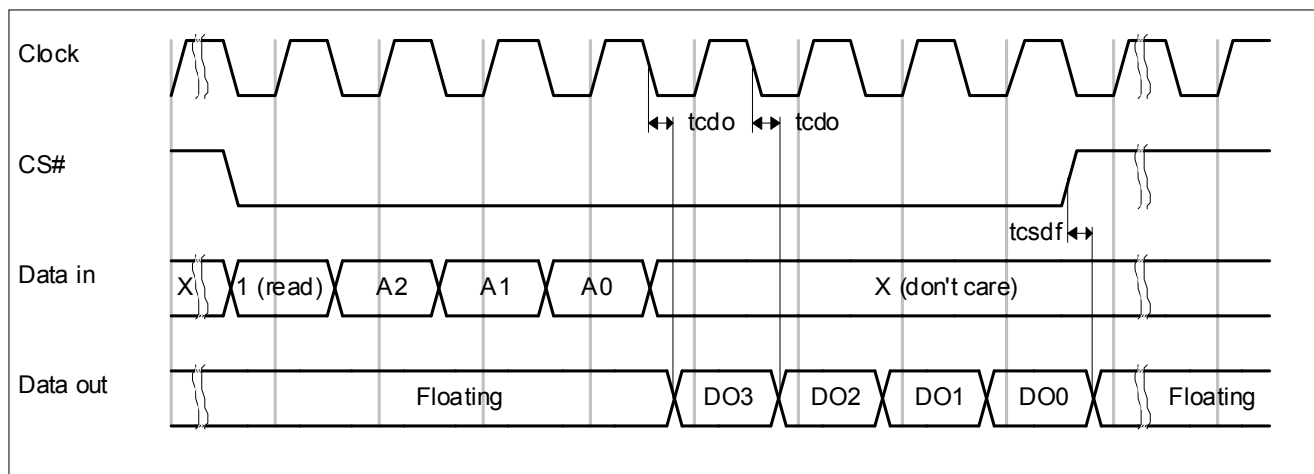 Clock
tcdo tcdo
CS#
tcsdf
Data in X 1 (read) A2 A1 A0 X (don't care)
Data out Floating DO3 DO2 DO1 DO0 Floating